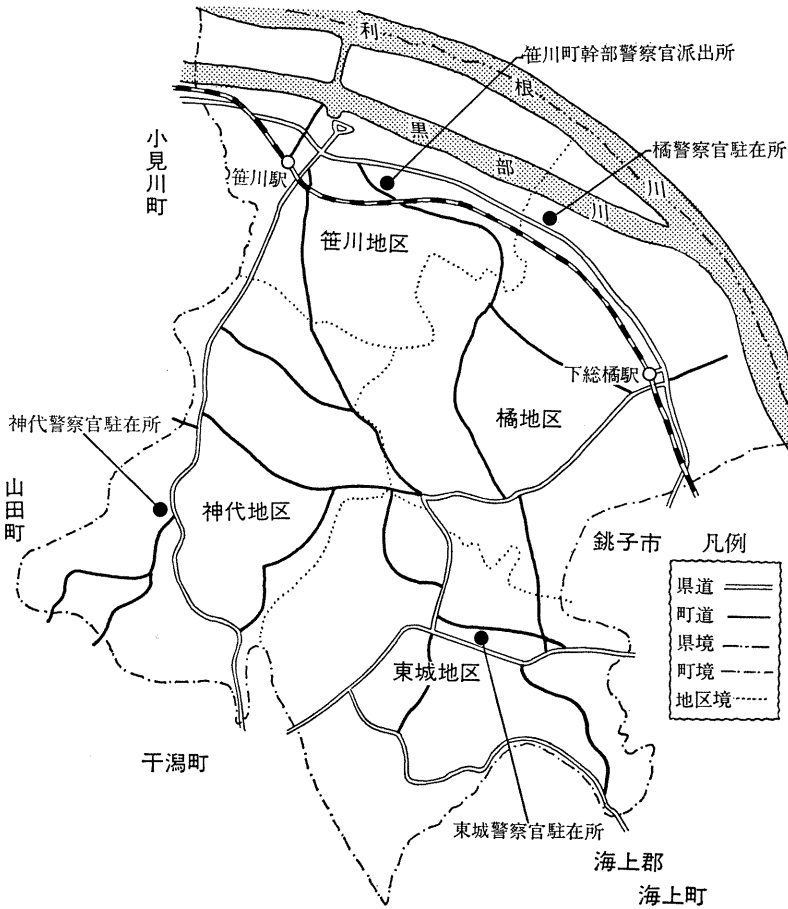 利根川
笹川町幹部警察官派出所
黒部川
橘警察官駐在所
小見川町
笹川駅
笹川地区
下総橘駅
橘地区
神代警察官駐在所
山田町
神代地区
銚子市
凡例
県道
町道
県境
町境
地区境
東城地区
干潟町
東城警察官駐在所
海上郡
海上町